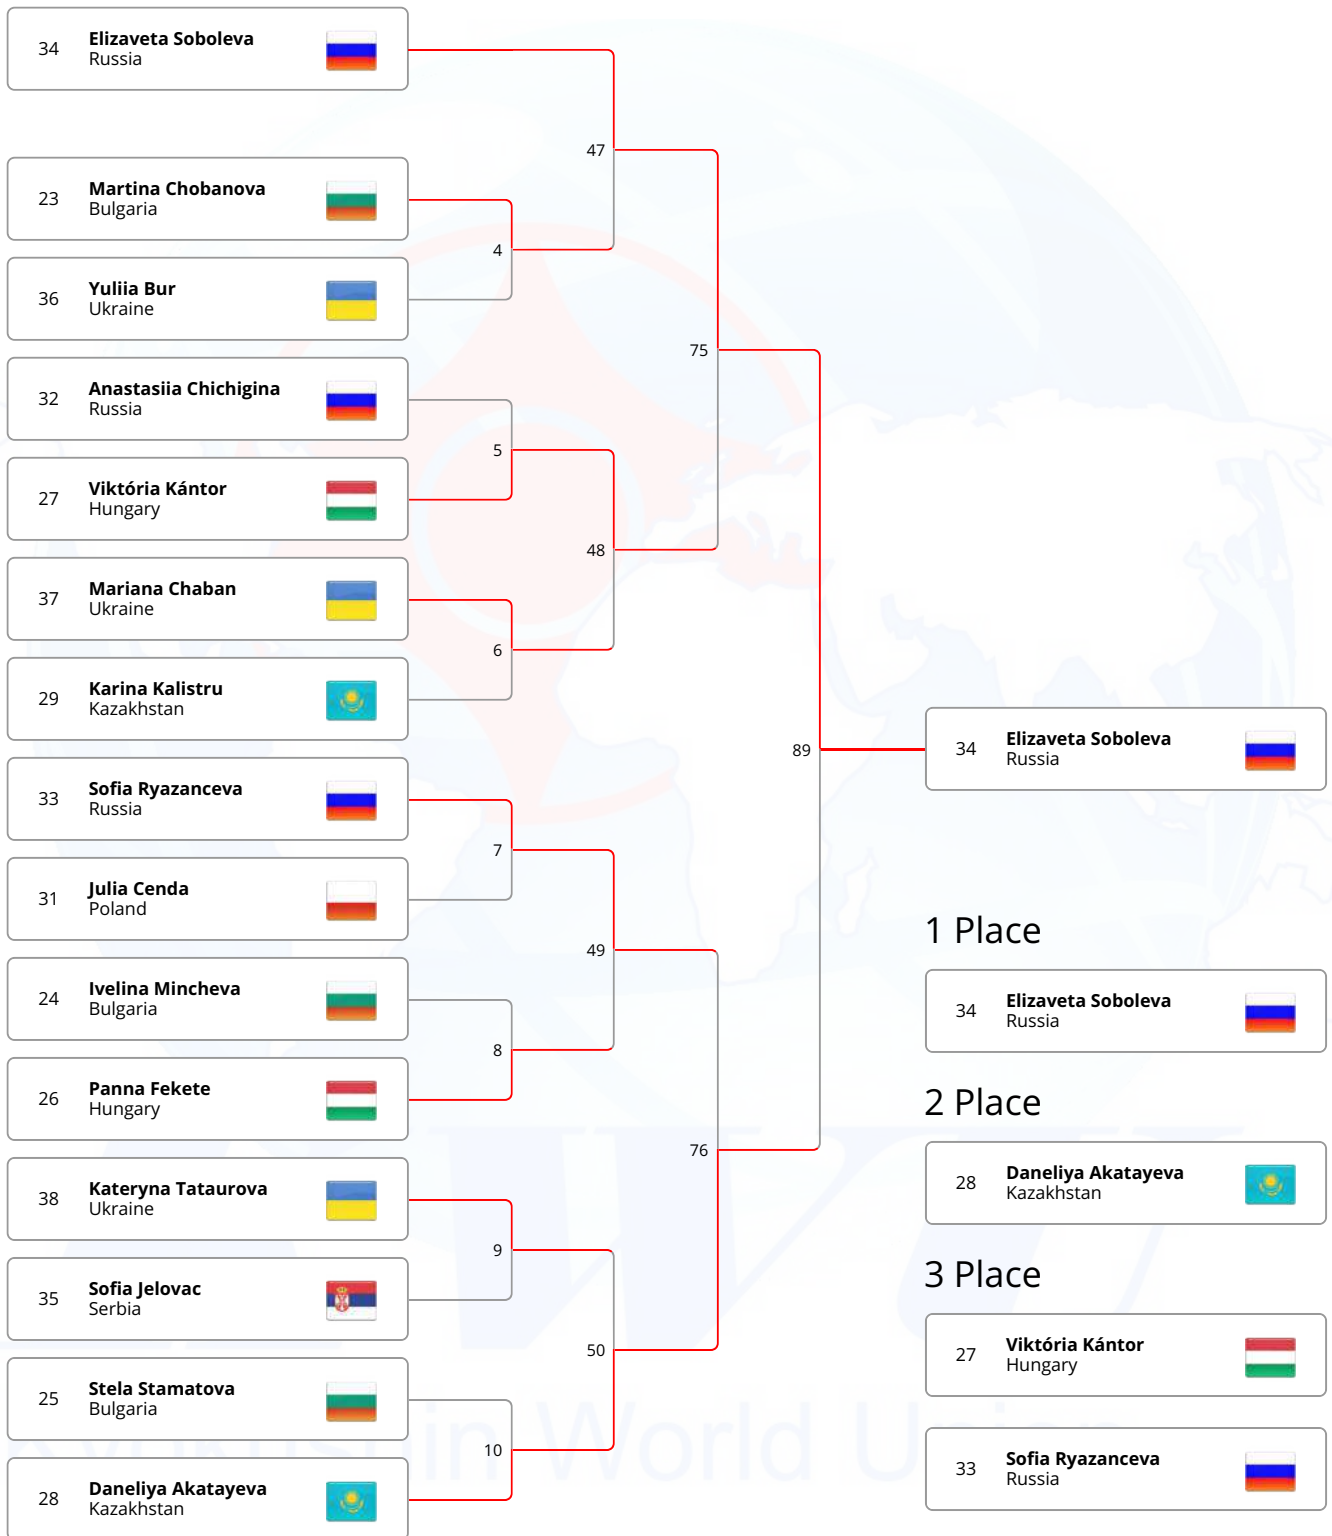 34
Elizaveta Soboleva
Russia
23
Martina Chobanova
Bulgaria
36
Yuliia Bur
Ukraine
32
Anastasiia Chichigina
Russia
27
Viktória Kántor
Hungary
37
Mariana Chaban
Ukraine
29
Karina Kalistru
Kazakhstan
33
Sofia Ryazanceva
Russia
31
Julia Cenda
Poland
24
Ivelina Mincheva
Bulgaria
26
Panna Fekete
Hungary
38
Kateryna Tataurova
Ukraine
35
Sofia Jelovac
Serbia
25
Stela Stamatova
Bulgaria
28
Daneliya Akatayeva
Kazakhstan
4
5
6
7
8
9
10
47
48
49
50
75
76
89
34
Elizaveta Soboleva
Russia
1 Place
34
Elizaveta Soboleva
Russia
2 Place
28
Daneliya Akatayeva
Kazakhstan
3 Place
27
Viktória Kántor
Hungary
33
Sofia Ryazanceva
Russia
World